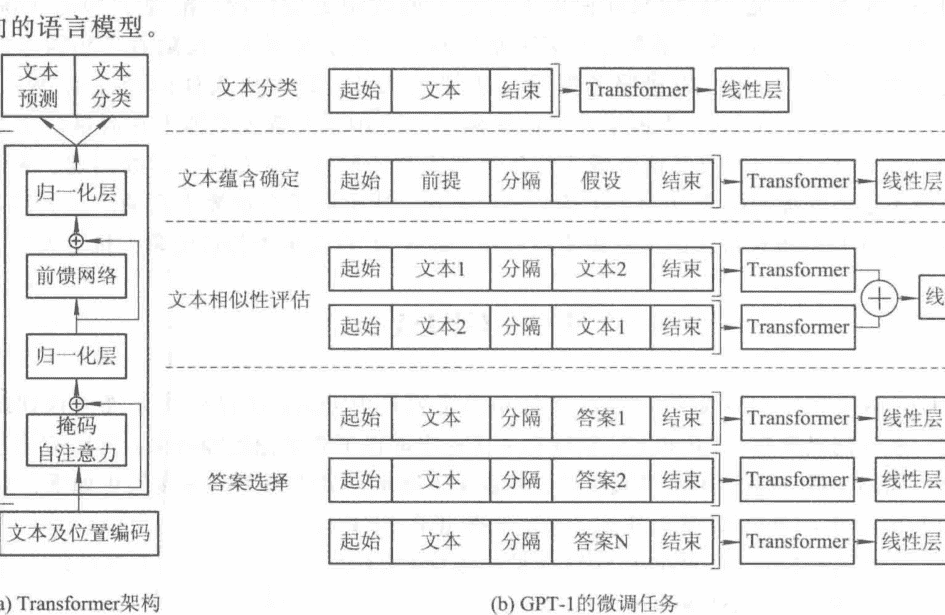 的语言模型。
文本
预测
文本
分类
归一化层
前馈网络
归一化层
掩码
自注意力
文本及位置编码
a) Transformer架构
文本分类 起始 文本 结束 Transformer 线性层
文本蕴含确定 起始 前提 分隔 假设 结束 Transformer 线性层
文本相似性评估
起始 文本1 分隔 文本2 结束 Transformer
线
起始 文本2 分隔 文本1 结束 Transformer
答案选择
起始 文本 分隔 答案1 结束 Transformer 线性层
起始 文本 分隔 答案2 结束 Transformer 线性层
起始 文本 分隔 答案N 结束 Transformer 线性层
(b) GPT-1的微调任务